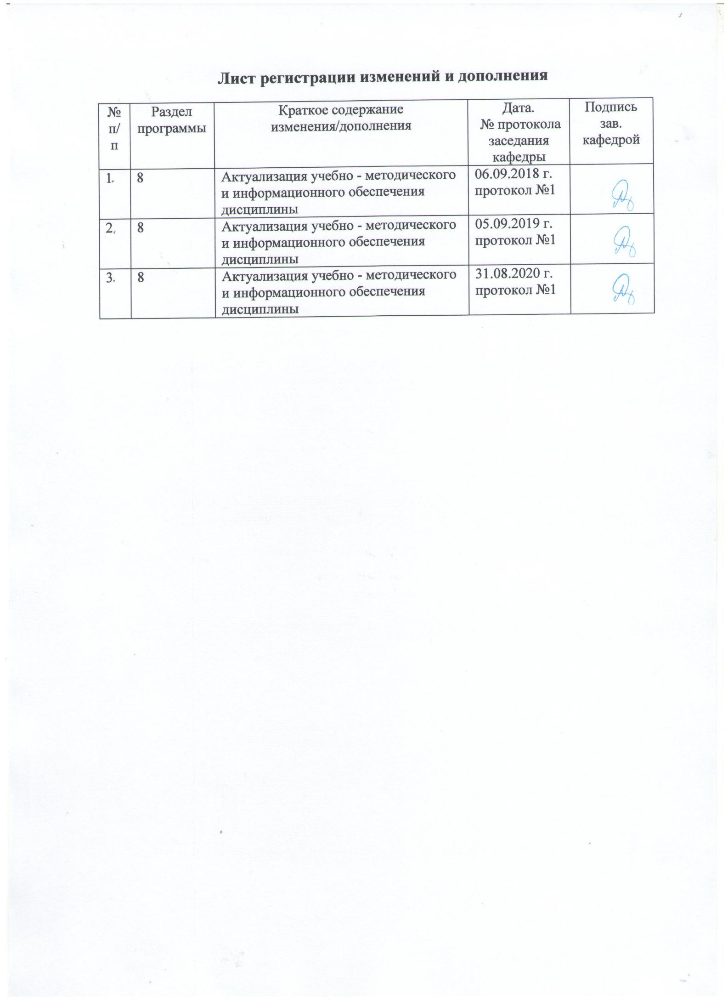 Лист регистрации изменений и дополнения
№
п/
п
Раздел
программы
Краткое содержание
изменения/дополнения
Дата.
№ протокола
заседания
кафедры
Подпись
зав.
кафедрой
1.
8
Актуализация учебно - методического
и информационного обеспечения
дисциплины
06.09.2018 г.
протокол №1
2.
8
Актуализация учебно - методического
и информационного обеспечения
дисциплины
05.09.2019 г.
протокол №1
3.
8
Актуализация учебно - методического
и информационного обеспечения
дисциплины
31.08.2020 г.
протокол №1